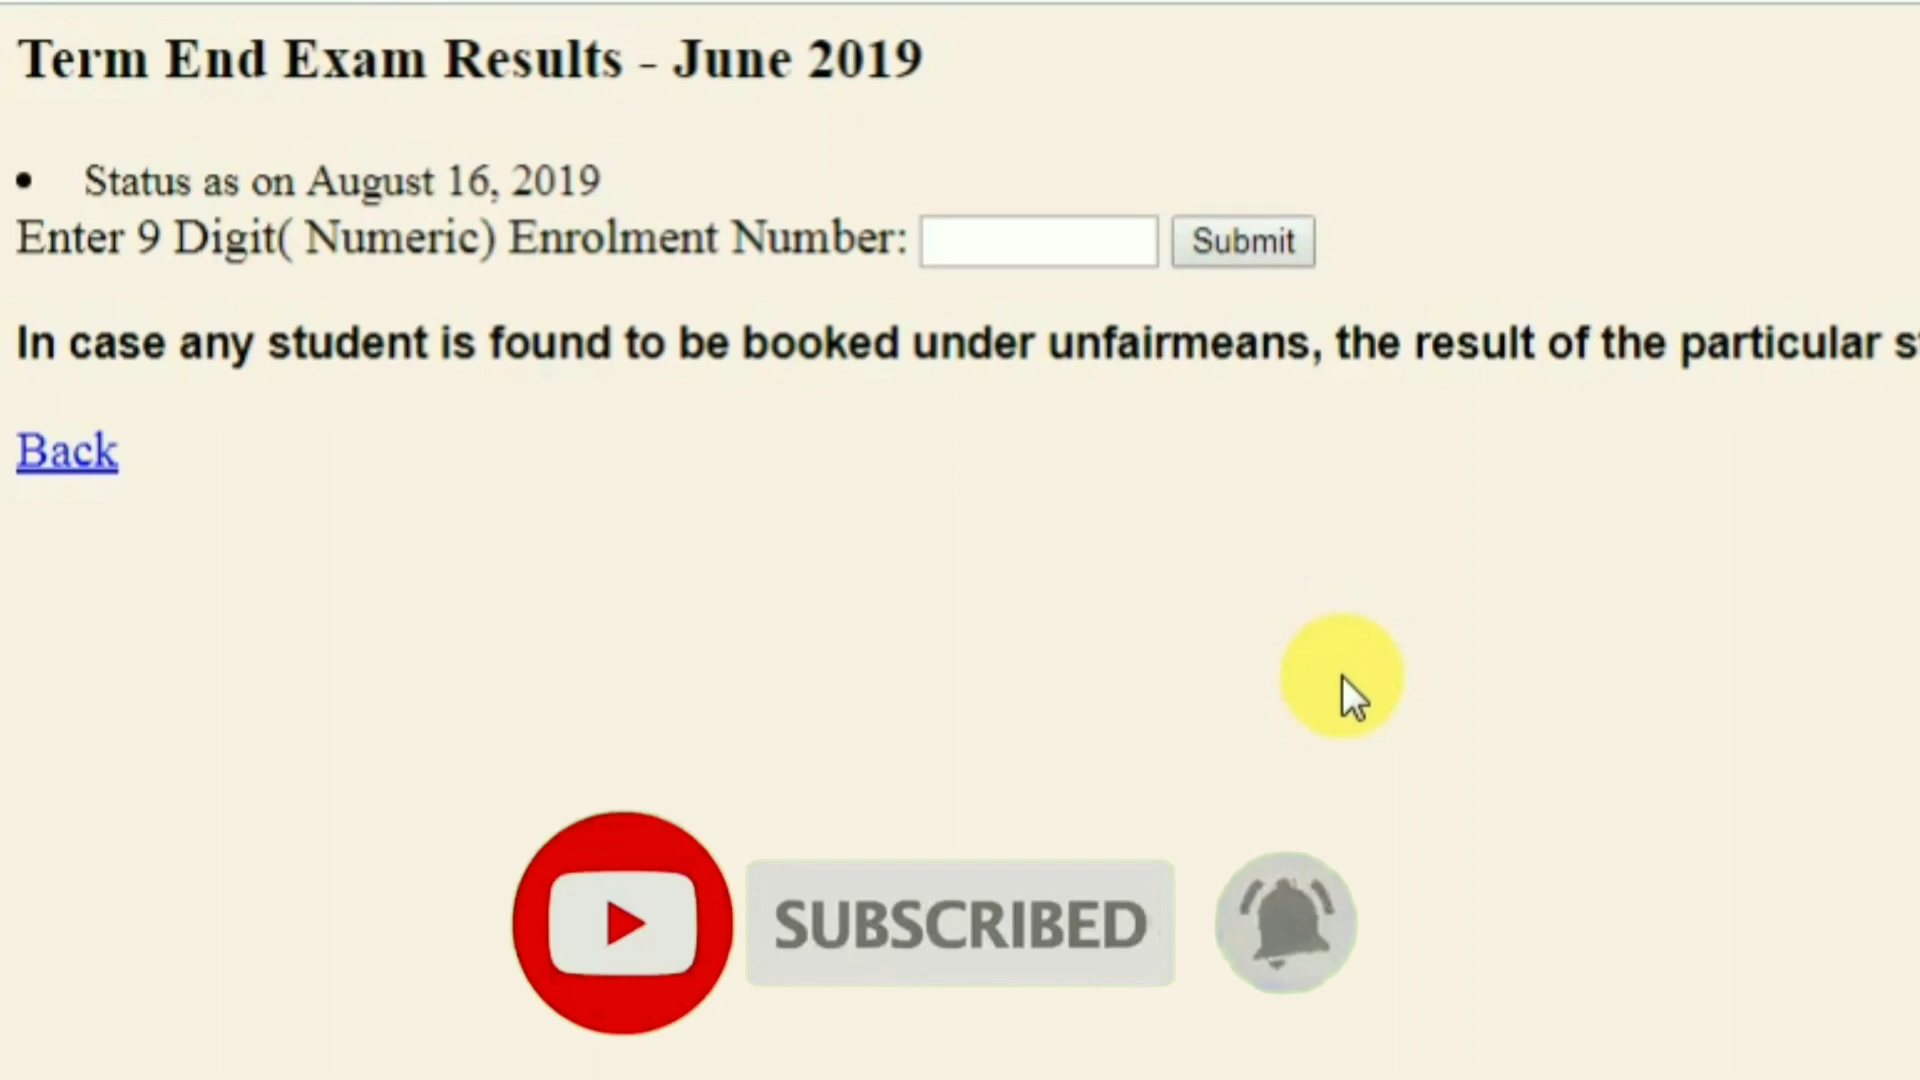 Term End Exam Results - June 2019
• Status as on August 16, 2019
Enter 9 Digit( Numeric) Enrolment Number: Submit
In case any student is found to be booked under unfairmeans, the result of the particular
Back
SUBSCRIBED